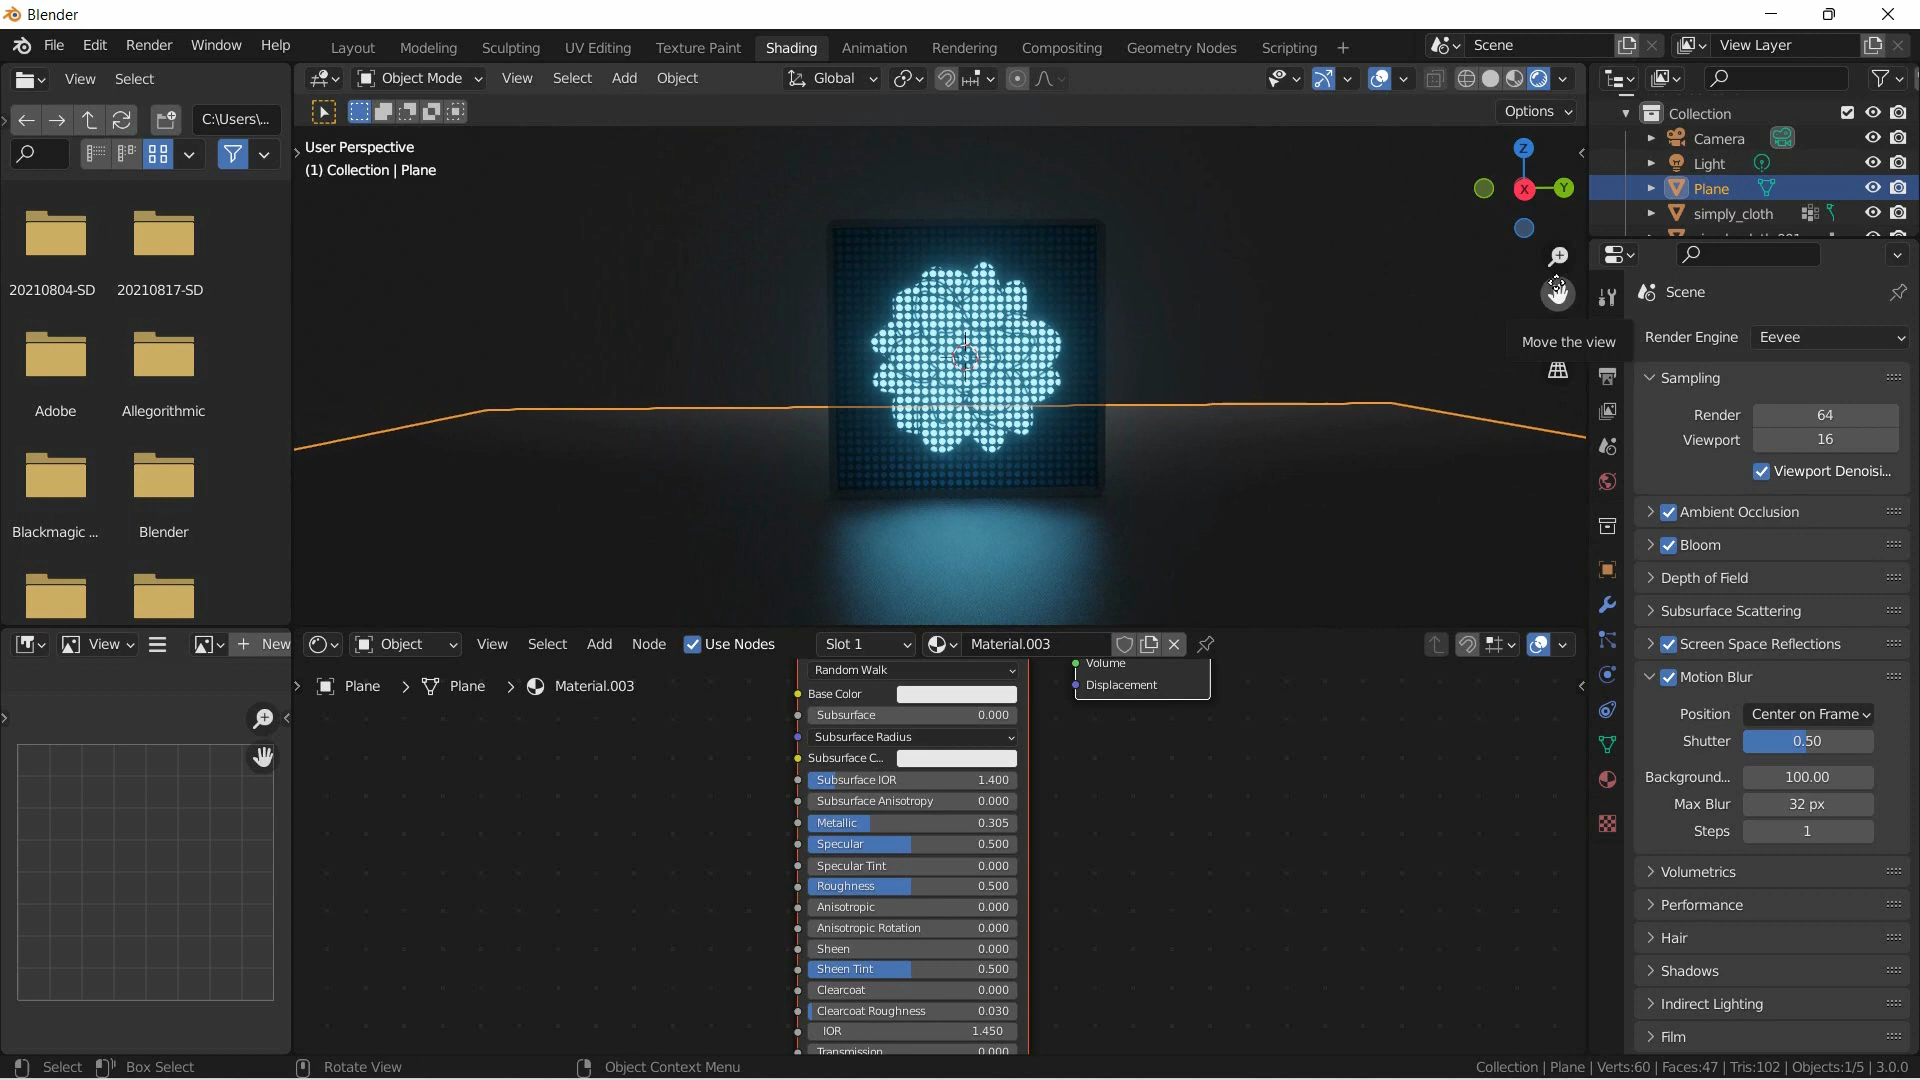 Blender
File Edit Render Window Help Layout Modeling Sculpting UV Editing Texture Paint Shading Animation Rendering Compositing Geometry Nodes Scripting + Scene View Layer
View Select
Object Mode View Select Add Object Global
C:\Users\...
Options
20210804-SD 20210817-SD
Adobe Allegorithmic
Blackmagic ... Blender
User Perspective
(1) Collection | Plane
Z
X Y
Move the view
Collection
Camera
Light
Plane
simply_cloth
Scene
Render Engine Eevee
Sampling
Render 64
Viewport 16
Viewport Denoisi...
Ambient Occlusion
Bloom
Depth of Field
Subsurface Scattering
Screen Space Reflections
Motion Blur
Position Center on Frame
Shutter 0.50
Background... 100.00
Max Blur 32 px
Steps 1
Volumetrics
Performance
Hair
Shadows
Indirect Lighting
Film
View + New
Object View Select Add Node Use Nodes Slot 1 Material.003
Plane > Plane > Material.003
Random Walk
Base Color
Subsurface 0.000
Subsurface Radius
Subsurface C...
Subsurface IOR 1.400
Subsurface Anisotropy 0.000
Metallic 0.305
Specular 0.500
Specular Tint 0.000
Roughness 0.500
Anisotropic 0.000
Anisotropic Rotation 0.000
Sheen 0.000
Sheen Tint 0.500
Clearcoat 0.000
Clearcoat Roughness 0.030
IOR 1.450
Transmission 0.000
Volume
Displacement
Select Box Select Rotate View Object Context Menu Collection | Plane | Verts:60 | Faces:47 | Tris:102 | Objects:1/5 | 3.0.0